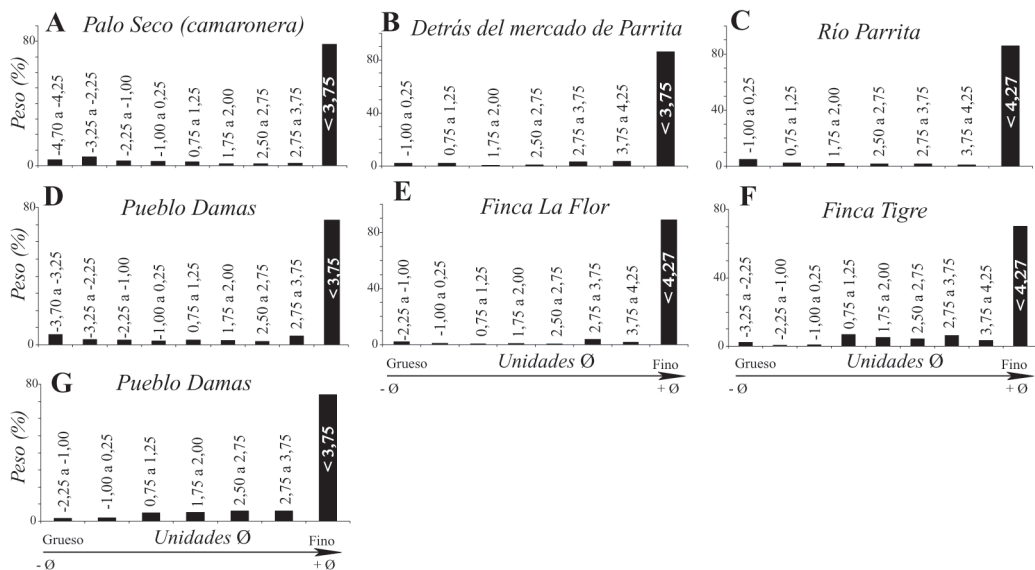 A
Palo Seco (camaronera)
Peso (%)
80
40
0
-4,70 a -4,25
-3,25 a -2,25
-2,25 a -1,00
-1,00 a 0,25
0,75 a 1,25
1,75 a 2,00
2,50 a 2,75
2,75 a 3,75
< 3,75
B
Detrás del mercado de Parrita
80
40
0
-1,00 a 0,25
0,75 a 1,25
1,75 a 2,00
2,50 a 2,75
2,75 a 3,75
3,75 a 4,25
< 3,75
C
Río Parrita
80
40
0
-1,00 a 0,25
0,75 a 1,25
1,75 a 2,00
2,50 a 2,75
2,75 a 3,75
3,75 a 4,25
< 4,27
D
Pueblo Damas
Peso (%)
80
40
0
-3,70 a -3,25
-3,25 a -2,25
-2,25 a -1,00
-1,00 a 0,25
0,75 a 1,25
1,75 a 2,00
2,50 a 2,75
2,75 a 3,75
< 3,75
E
Finca La Flor
80
40
0
-2,25 a -1,00
-1,00 a 0,25
0,75 a 1,25
1,75 a 2,00
2,50 a 2,75
2,75 a 3,75
3,75 a 4,25
< 4,27
Grueso
Unidades Ø
Fino
- Ø
+ Ø
F
Finca Tigre
80
40
0
-3,25 a -2,25
-2,25 a -1,00
-1,00 a 0,25
0,75 a 1,25
1,75 a 2,00
2,50 a 2,75
2,75 a 3,75
3,75 a 4,25
< 4,27
Grueso
Unidades Ø
Fino
- Ø
+ Ø
G
Pueblo Damas
Peso (%)
80
40
0
-2,25 a -1,00
-1,00 a 0,25
0,75 a 1,25
1,75 a 2,00
2,50 a 2,75
2,75 a 3,75
< 3,75
Grueso
Unidades Ø
Fino
- Ø
+ Ø